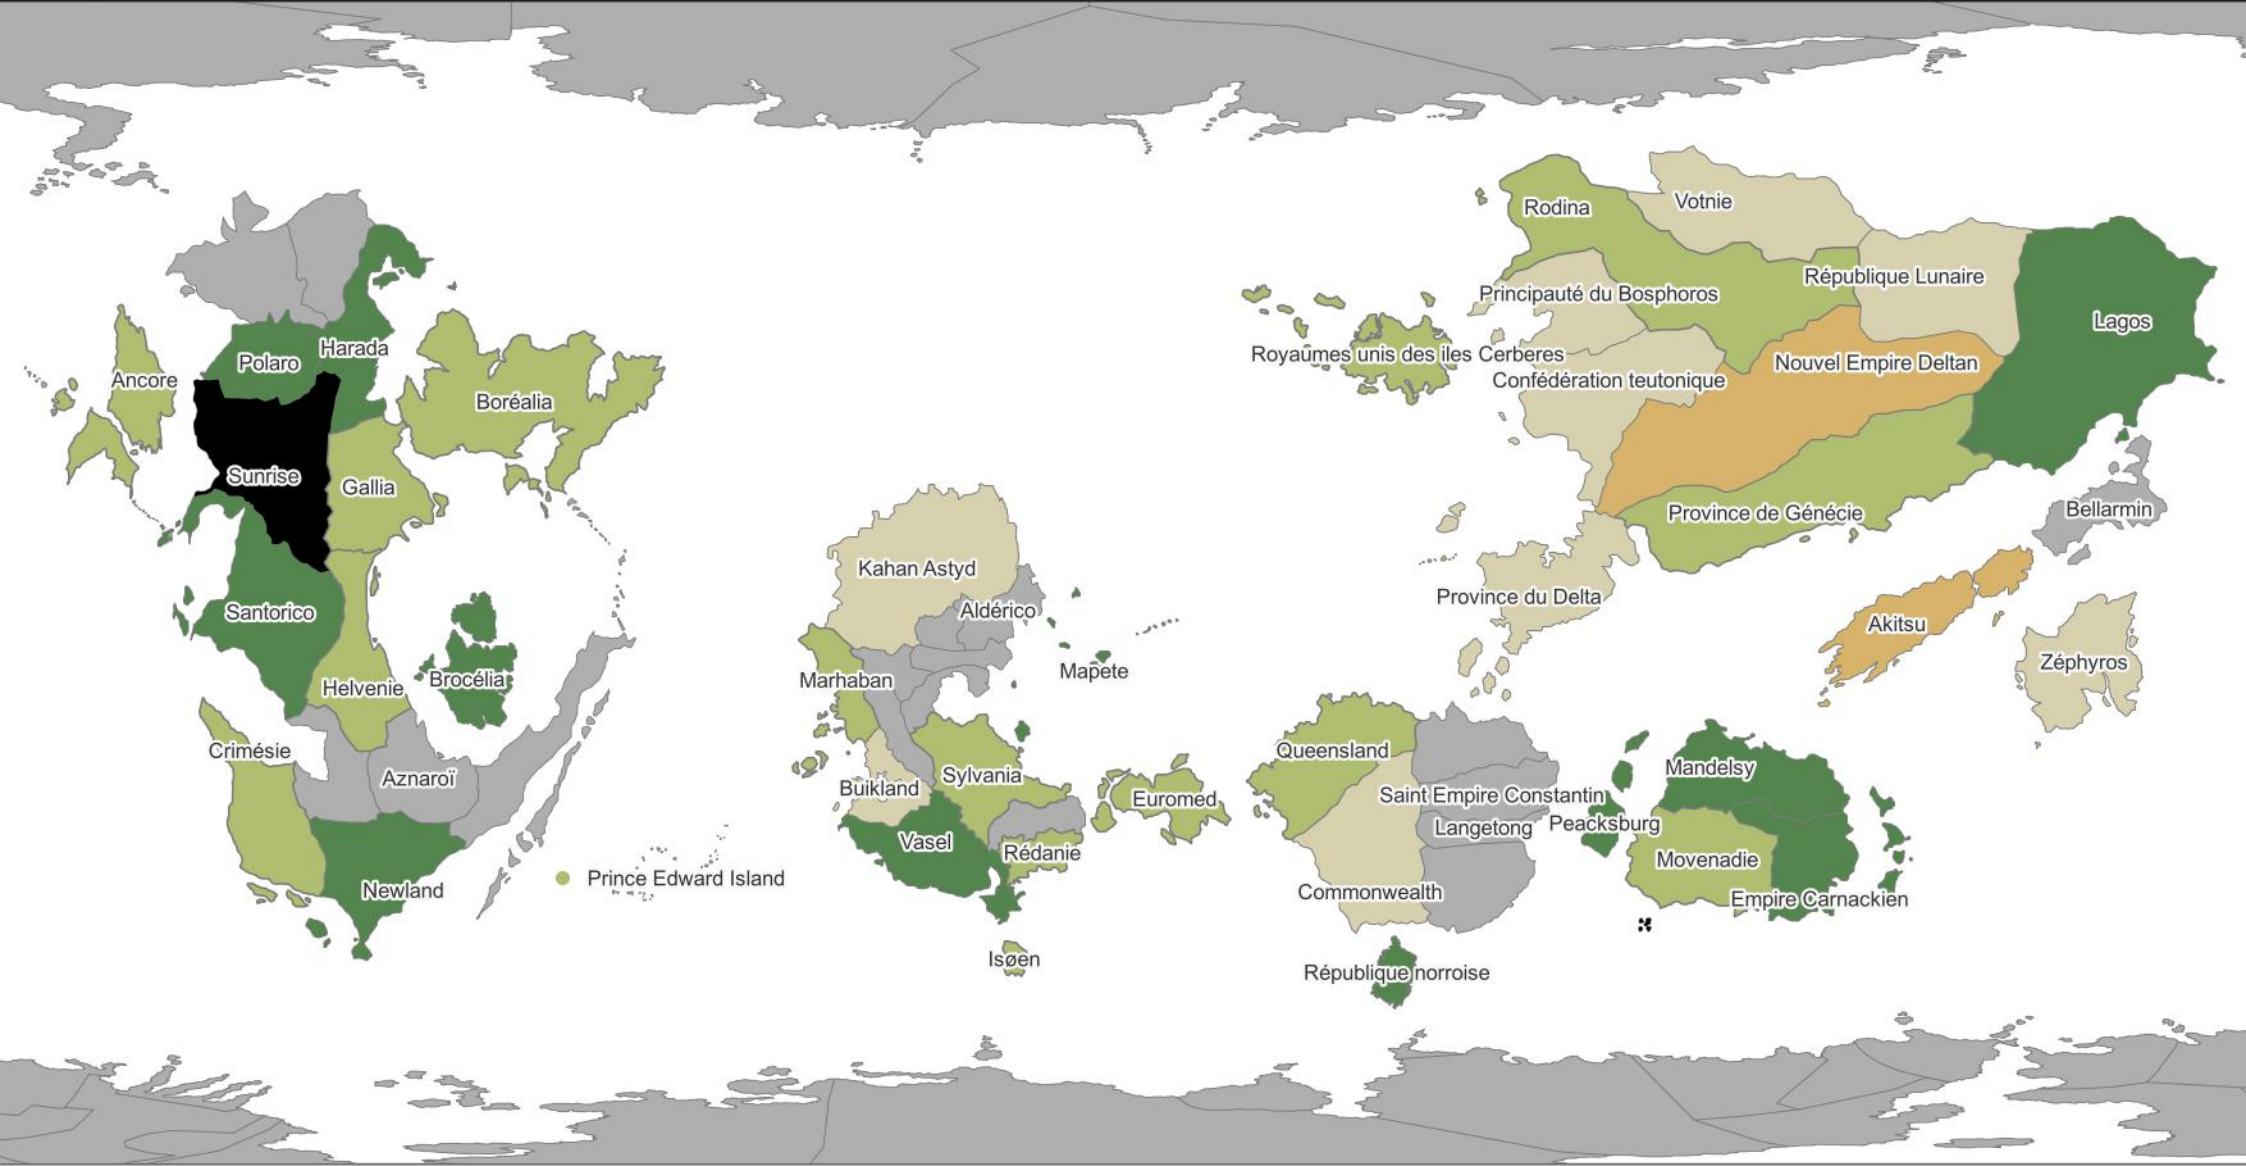 Rodina
Votnie
République Lunaire
Principauté du Bosphoros
Lagos
Polaro
Harada
Ancore
Boréalia
Royaumes unis des iles Cerberes
Nouvel Empire Deltan
Confédération teutonique
Sunrise
Gallia
Province de Génécie
Bellarmin
Kahan Astyd
Province du Delta
Santorico
Aldérico
Akitsu
Zéphyros
Mapete
Helvenie
Brocélia
Marhaban
Crimésie
Aznaroï
Queensland
Mandelsy
Sylvania
Buikland
Euromed
Saint Empire Constantin
Langetong
Peacksburg
Vasel
Rédanie
Movenadie
Newland
Prince Edward Island
Commonwealth
Empire Carnackien
Isøen
République norroise